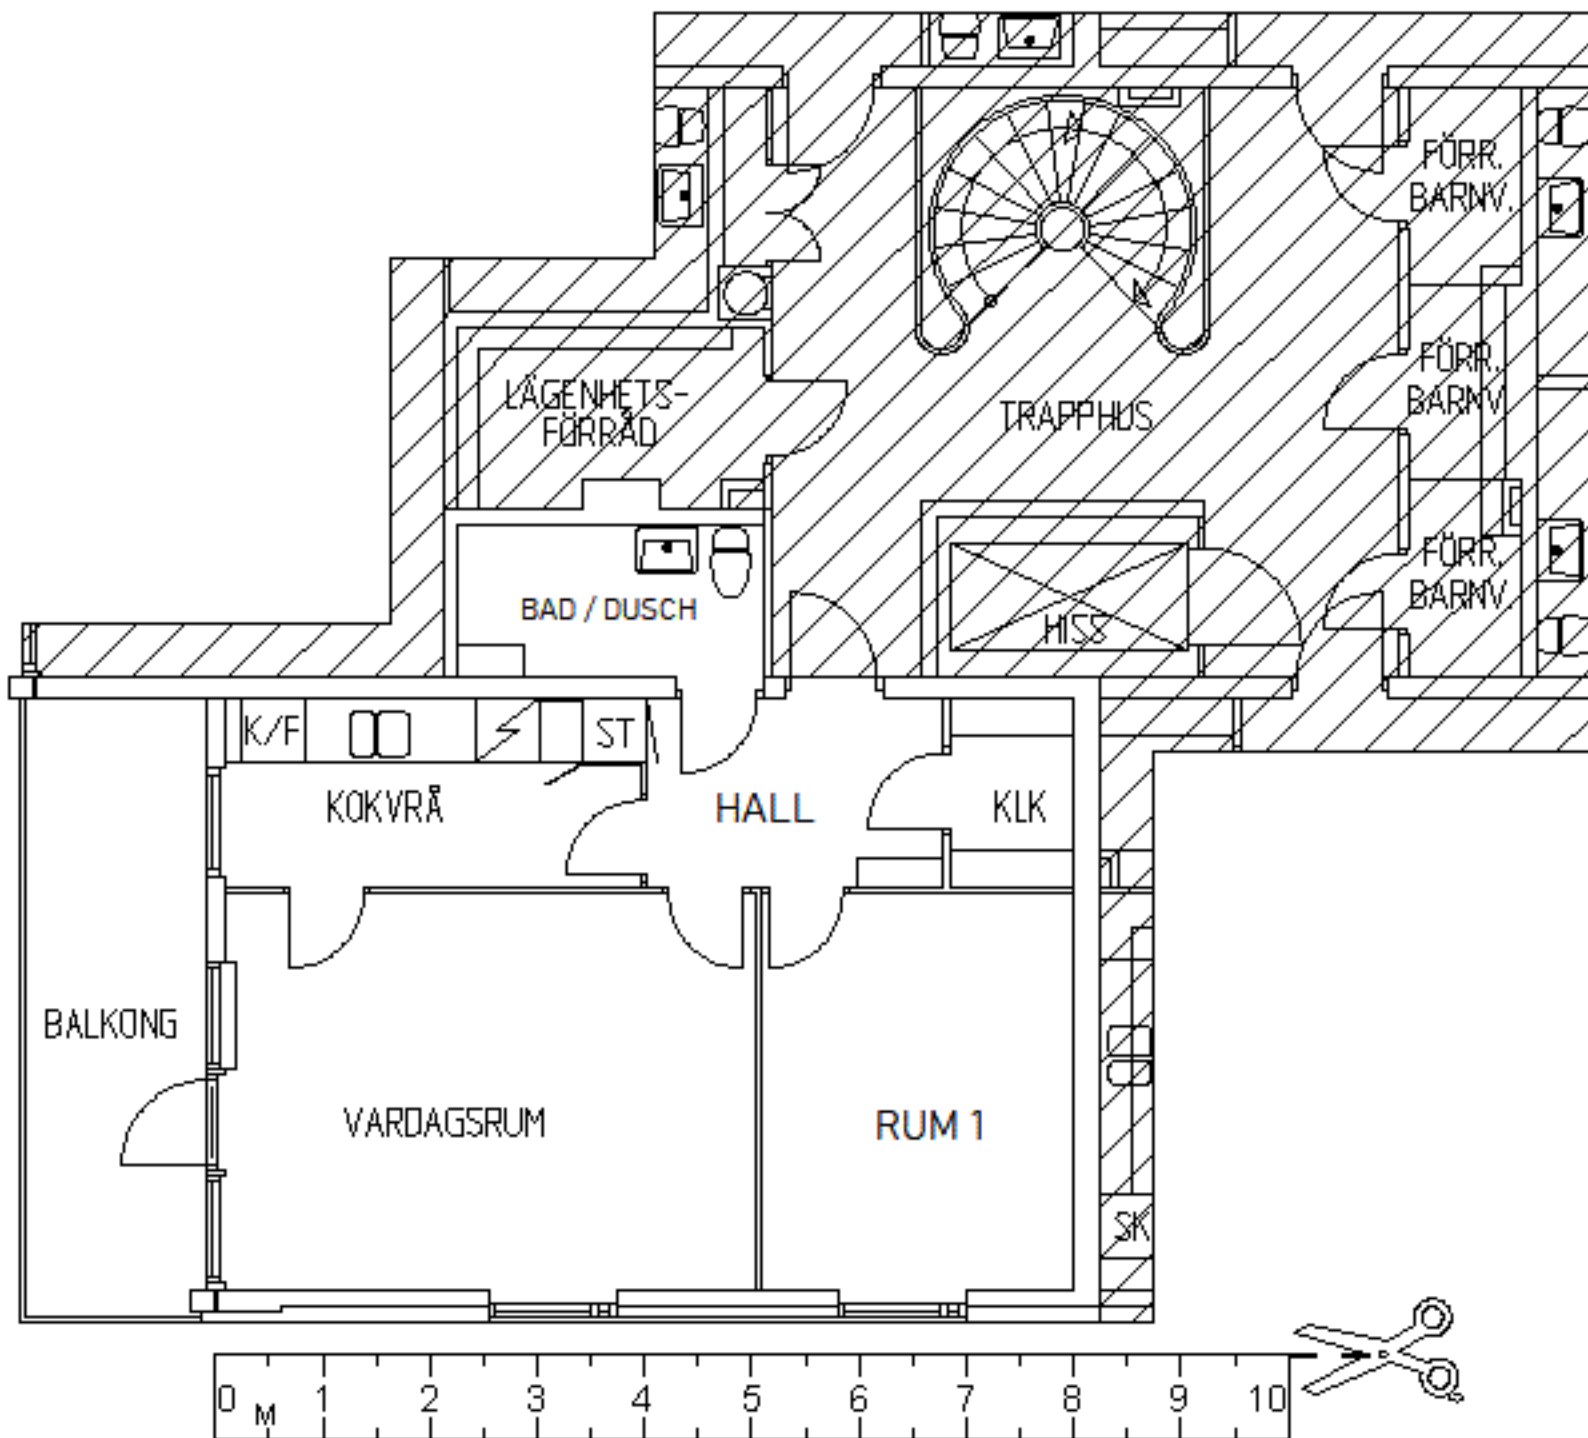 FÖRR.
BARNV.
LÄGENHETS-
FÖRRÅD
TRAPPHUS
FÖRR.
BARNV
FÖRR.
BARNV
BAD / DUSCH
HISS
K/F
ST
KOKVRÅ
HALL
KLK
BALKONG
VARDAGSRUM
RUM 1
SK
0 M 1 2 3 4 5 6 7 8 9 10